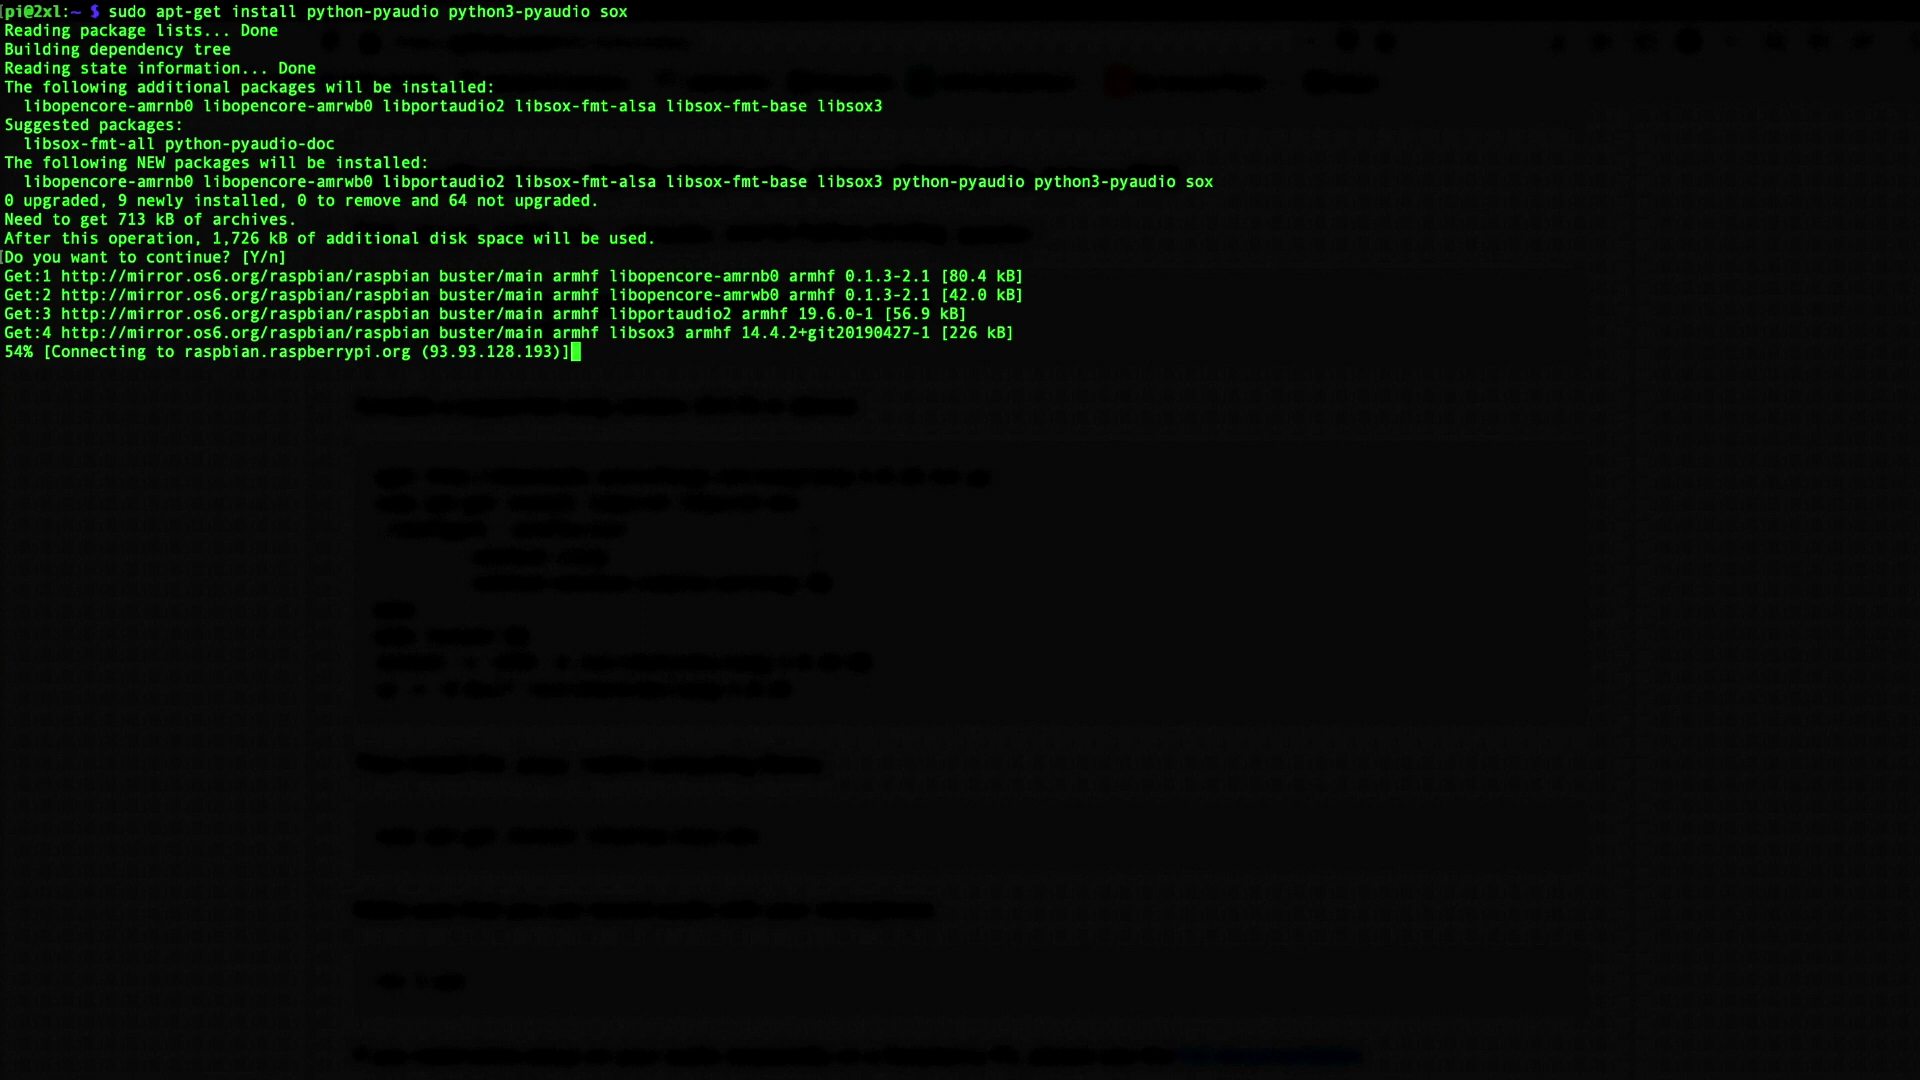 pi@2xl:~ $ sudo apt-get install python-pyaudio python3-pyaudio sox
Reading package lists... Done
Building dependency tree
Reading state information... Done
The following additional packages will be installed:
  libopencore-amrnb0 libopencore-amrwb0 libportaudio2 libsox-fmt-alsa libsox-fmt-base libsox3
Suggested packages:
  libsox-fmt-all python-pyaudio-doc
The following NEW packages will be installed:
  libopencore-amrnb0 libopencore-amrwb0 libportaudio2 libsox-fmt-alsa libsox-fmt-base libsox3 python-pyaudio python3-pyaudio sox
0 upgraded, 9 newly installed, 0 to remove and 64 not upgraded.
Need to get 713 kB of archives.
After this operation, 1,726 kB of additional disk space will be used.
Do you want to continue? [Y/n]
Get:1 http://mirror.os6.org/raspbian/raspbian buster/main armhf libopencore-amrnb0 armhf 0.1.3-2.1 [80.4 kB]
Get:2 http://mirror.os6.org/raspbian/raspbian buster/main armhf libopencore-amrwb0 armhf 0.1.3-2.1 [42.0 kB]
Get:3 http://mirror.os6.org/raspbian/raspbian buster/main armhf libportaudio2 armhf 19.6.0-1 [56.9 kB]
Get:4 http://mirror.os6.org/raspbian/raspbian buster/main armhf libsox3 armhf 14.4.2+git20190427-1 [226 kB]
54% [Connecting to raspbian.raspberrypi.org (93.93.128.193)]